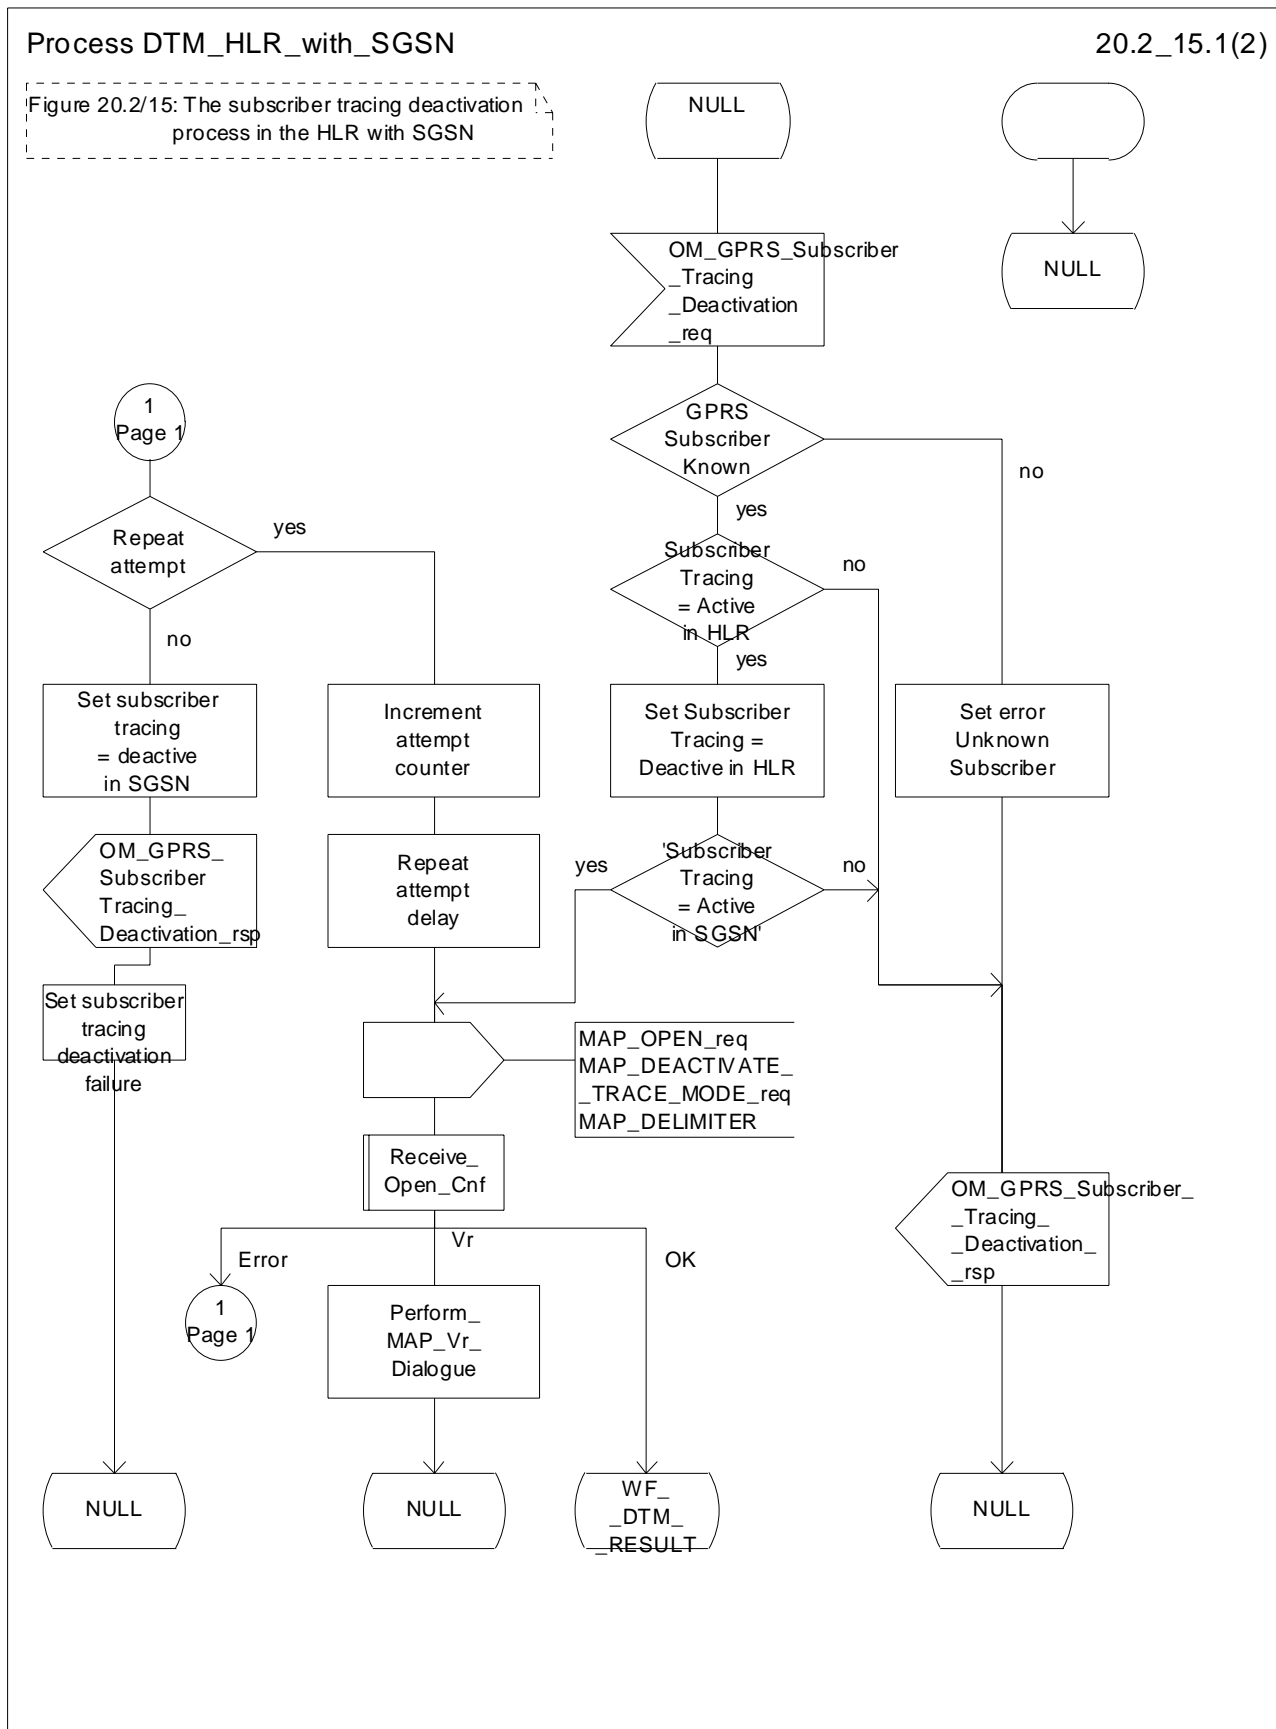 Process DTM_HLR_with_SGSN
20.2_15.1(2)
Figure 20.2/15: The subscriber tracing deactivation
process in the HLR with SGSN
NULL
NULL
OM_GPRS_Subscriber
_Tracing
_Deactivation
_req
1
Page 1
GPRS
Subscriber
Known
no
yes
Repeat
attempt
yes
no
Subscriber
Tracing
= Active
in HLR
no
yes
Set subscriber
tracing
= deactive
in SGSN
Increment
attempt
counter
Set Subscriber
Tracing =
Deactive in HLR
Set error
Unknown
Subscriber
OM_GPRS_
Subscriber
Tracing_
Deactivation_rsp
Repeat
attempt
delay
yes
'Subscriber
Tracing
= Active
in SGSN'
no
Set subscriber
tracing
deactivation
failure
MAP_OPEN_req
MAP_DEACTIVATE_
_TRACE_MODE_req
MAP_DELIMITER
Receive_
Open_Cnf
OM_GPRS_Subscriber_
_Tracing_
_Deactivation_
_rsp
Error
Vr
OK
1
Page 1
Perform_
MAP_Vr_
Dialogue
NULL
NULL
WF_
_DTM_
_RESULT
NULL